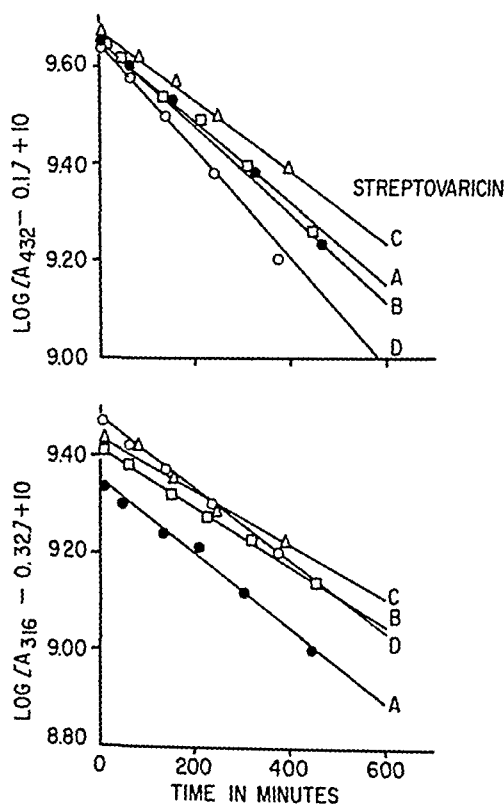 LOG [A432 − 0.1] + 10
9.60
9.40
9.20
9.00
STREPTOVARICIN
C
A
B
D
LOG [A316 − 0.32] + 10
9.40
9.20
9.00
8.80
C
B
D
A
0
200
400
600
TIME IN MINUTES